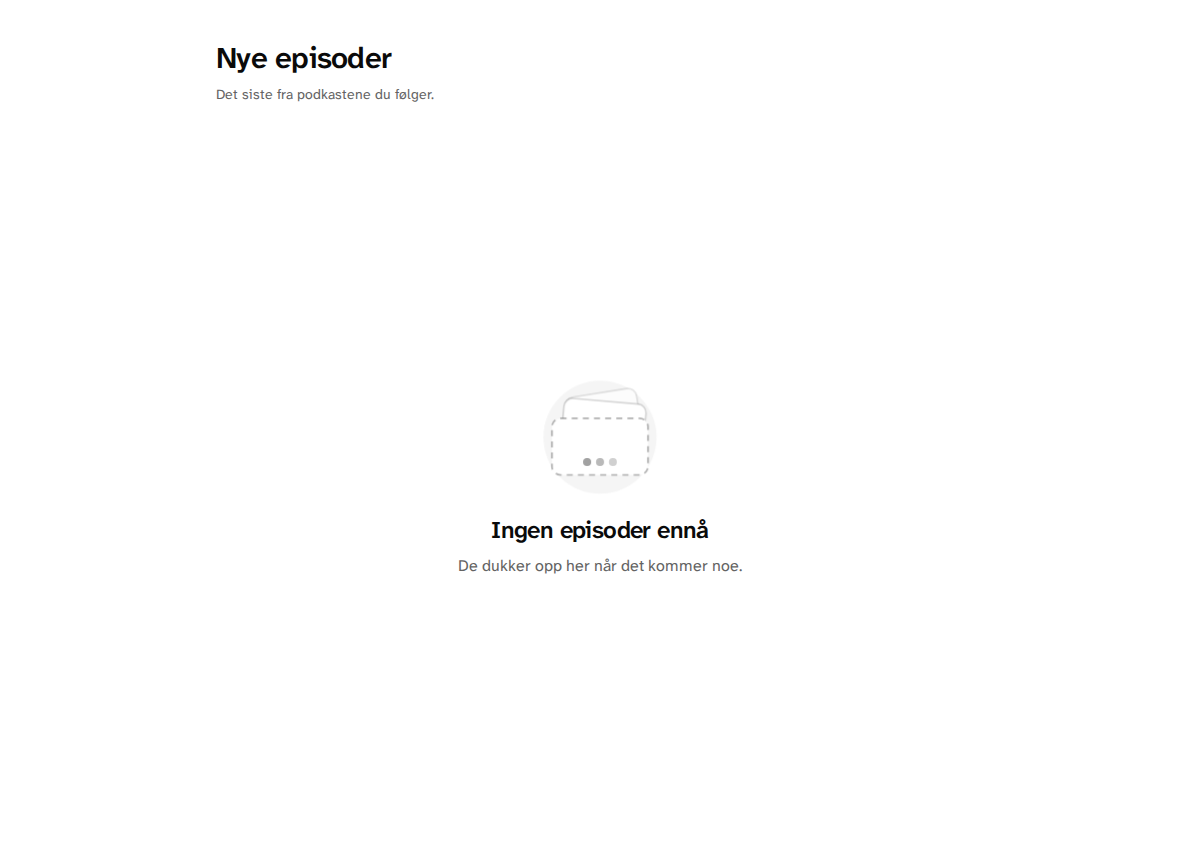 Nye episoder
Det siste fra podkastene du følger.
Ingen episoder ennå
De dukker opp her når det kommer noe.